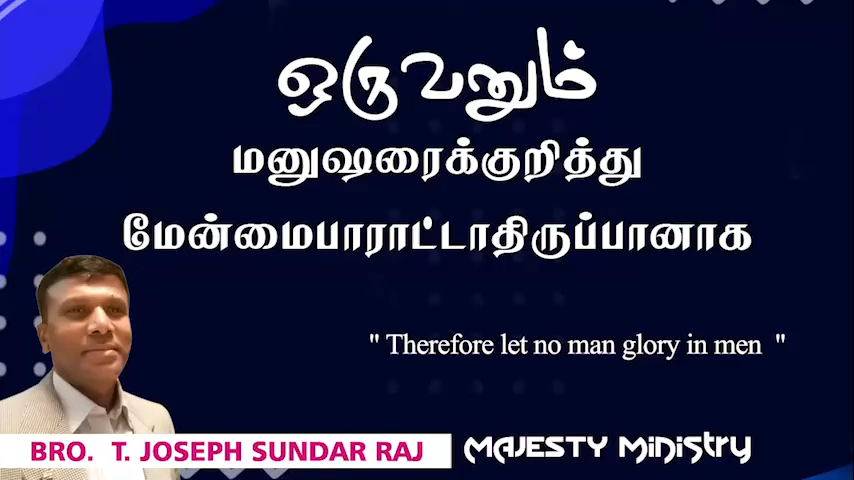 ஒருவனும்
மனுஷரைக்குறித்து
மேன்மைபாராட்டாதிருப்பானாக
" Therefore let no man glory in men "
BRO. T. JOSEPH SUNDAR RAJ
MAJESTY MINISTRY